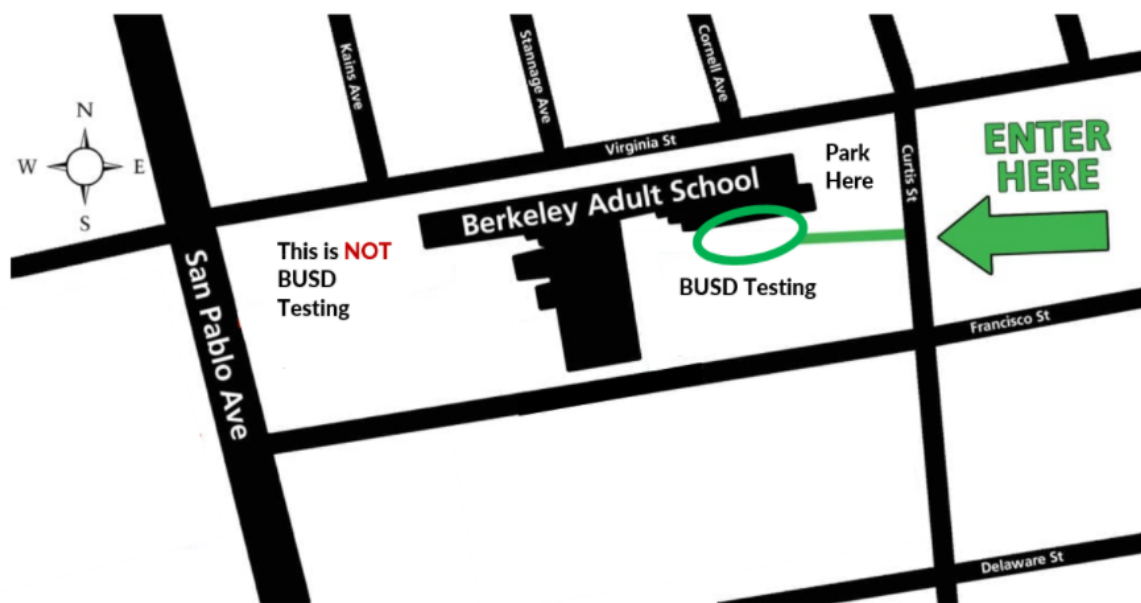 Kains Ave
Stannage Ave
Cornell Ave
N
W
E
S
Virginia St
Curtis St
Park
Here
ENTER
HERE
Berkeley Adult School
This is NOT
BUSD
Testing
BUSD Testing
San Pablo Ave
Francisco St
Delaware St